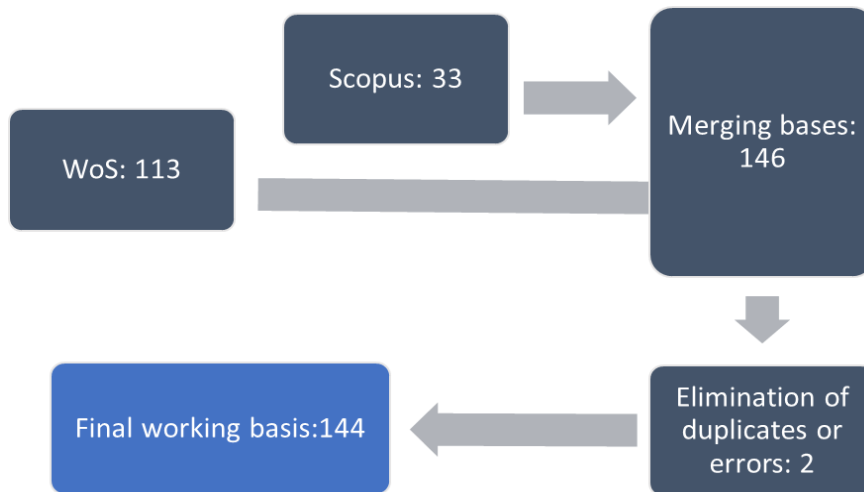 Scopus: 33
WoS: 113
Merging bases:
146
Final working basis:144
Elimination of
duplicates or
errors: 2